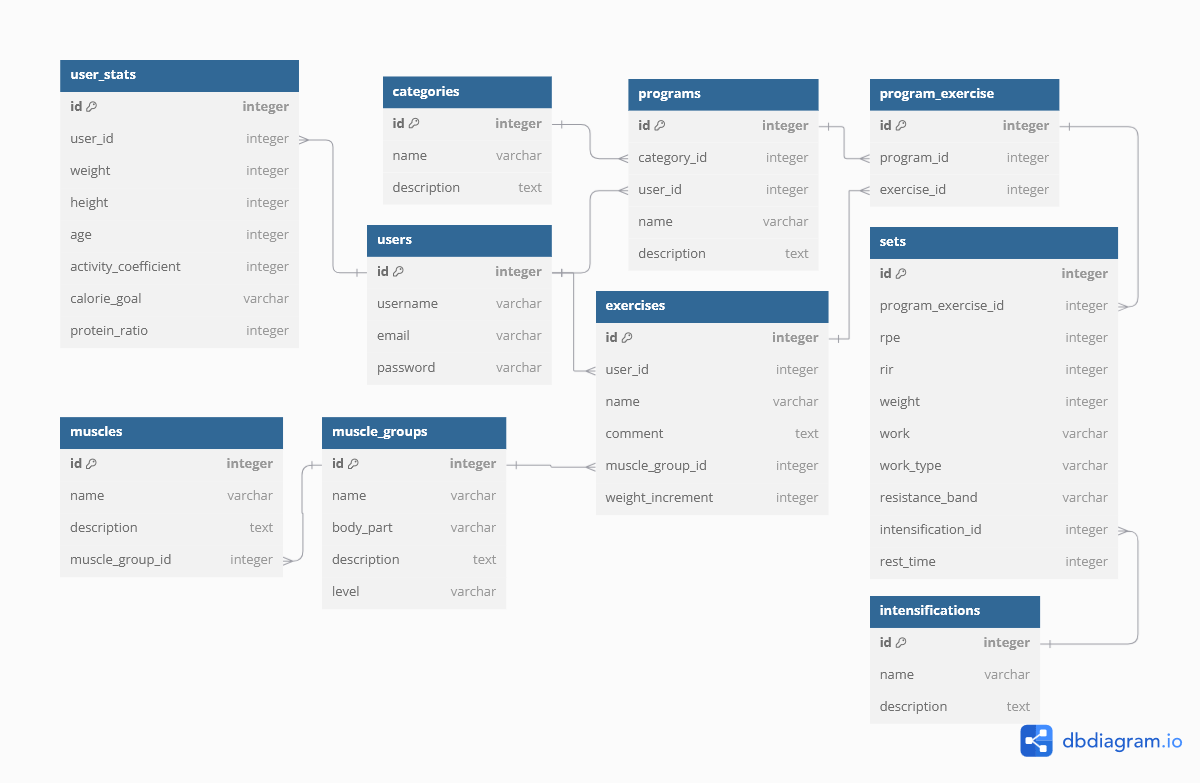 user_stats
id integer
user_id integer
weight integer
height integer
age integer
activity_coefficient integer
calorie_goal varchar
protein_ratio integer
categories
id integer
name varchar
description text
users
id integer
username varchar
email varchar
password varchar
programs
id integer
category_id integer
user_id integer
name varchar
description text
program_exercise
id integer
program_id integer
exercise_id integer
exercises
id integer
user_id integer
name varchar
comment text
muscle_group_id integer
weight_increment integer
sets
id integer
program_exercise_id integer
rpe integer
rir integer
weight integer
work varchar
work_type varchar
resistance_band varchar
intensification_id integer
rest_time integer
muscles
id integer
name varchar
description text
muscle_group_id integer
muscle_groups
id integer
name varchar
body_part varchar
description text
level varchar
intensifications
id integer
name varchar
description text
dbdiagram.io